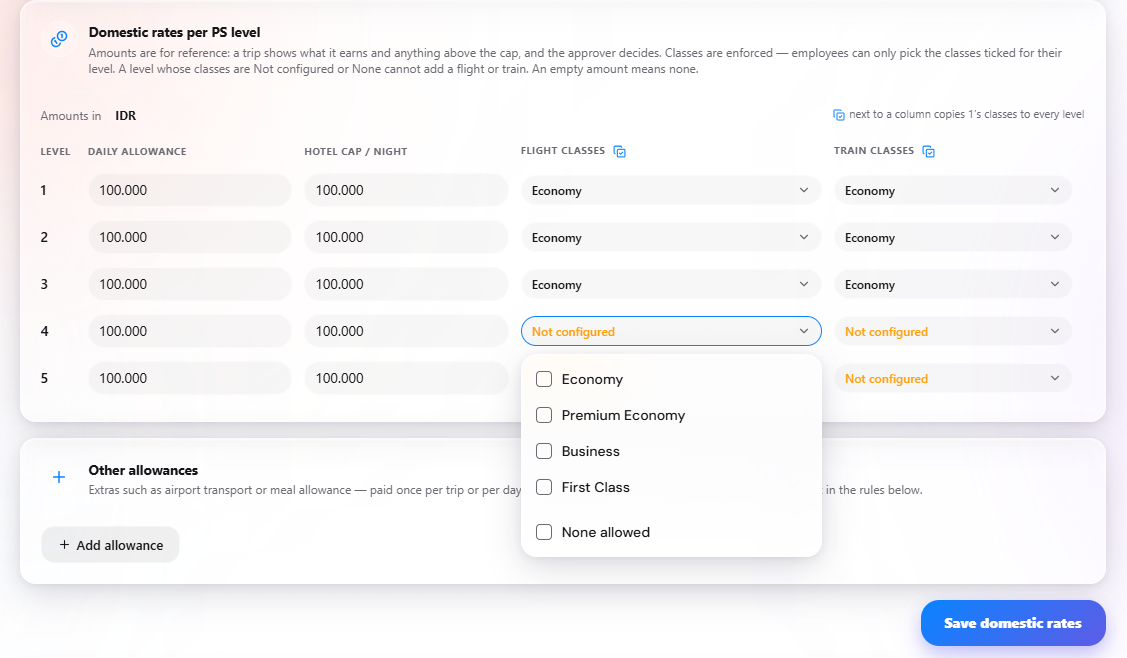 Domestic rates per PS level
Amounts are for reference: a trip shows what it earns and anything above the cap, and the approver decides. Classes are enforced — employees can only pick the classes ticked for their
level. A level whose classes are Not configured or None cannot add a flight or train. An empty amount means none.
Amounts in IDR
next to a column copies 1's classes to every level
LEVEL DAILY ALLOWANCE HOTEL CAP / NIGHT FLIGHT CLASSES TRAIN CLASSES
1 100.000 100.000 Economy Economy
2 100.000 100.000 Economy Economy
3 100.000 100.000 Economy Economy
4 100.000 100.000 Not configured Not configured
5 100.000 100.000 Not configured
Economy
Premium Economy
Business
First Class
None allowed
Other allowances
Extras such as airport transport or meal allowance — paid once per trip or per day
in the rules below.
+ Add allowance
Save domestic rates